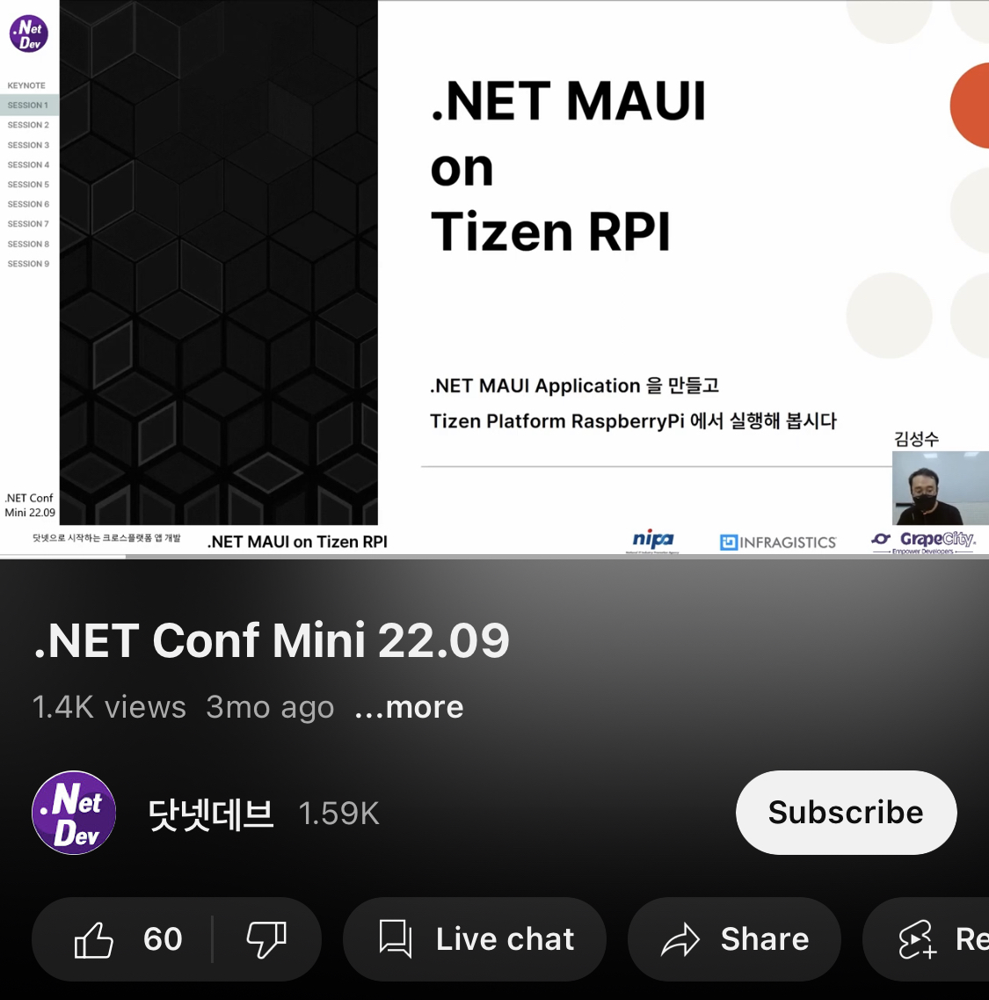 .Net
Dev
KEYNOTE
SESSION 1
SESSION 2
SESSION 3
SESSION 4
SESSION 5
SESSION 6
SESSION 7
SESSION 8
SESSION 9
.NET Conf
Mini 22.09
.NET MAUI
on
Tizen RPI
.NET MAUI Application 을 만들고
Tizen Platform RaspberryPi 에서 실행해 봅시다
김성수
닷넷으로 시작하는 크로스플랫폼 앱 개발
.NET MAUI on Tizen RPI
nipa
National IT Industry Promotion Agency
INFRAGISTICS
GrapeCity.
Empower Developers
.NET Conf Mini 22.09
1.4K views 3mo ago ...more
.Net
Dev
닷넷데브 1.59K
Subscribe
60
Live chat
Share
Re